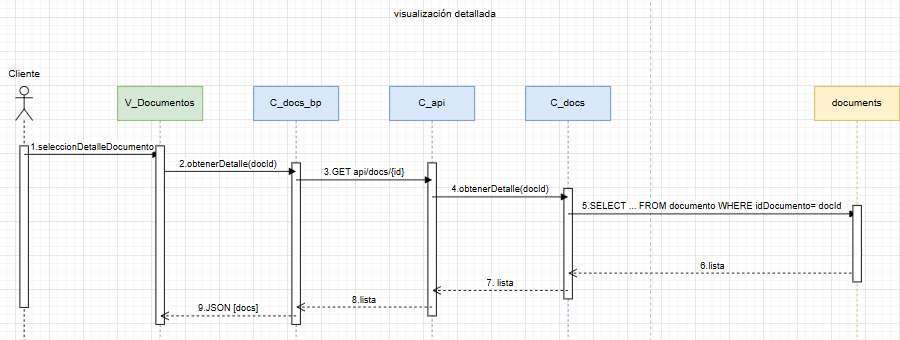 visualización detallada
Cliente
V_Documentos
C_docs_bp
C_api
C_docs
documents
1.seleccionDetalleDocumento
2.obtenerDetalle(docId)
3.GET api/docs/{id}
4.obtenerDetalle(docId)
5.SELECT ... FROM documento WHERE idDocumento= docId
6.lista
7. lista
8.lista
9.JSON [docs]